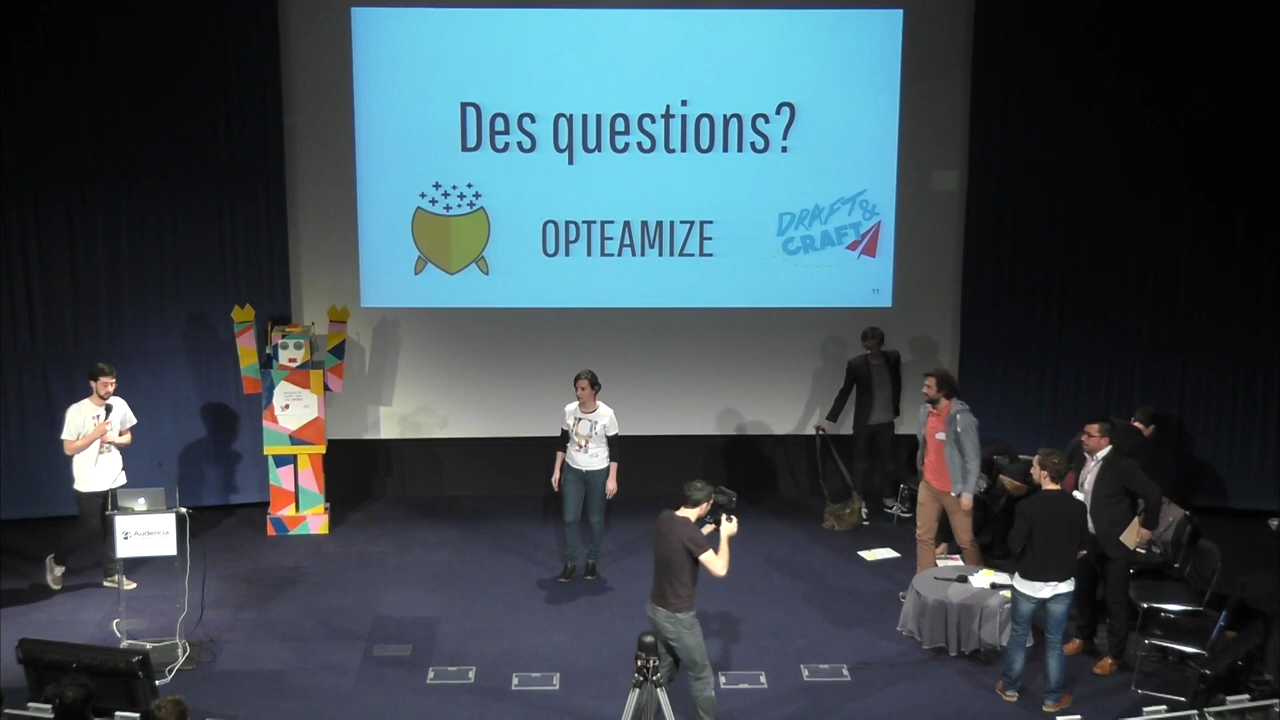 Des questions?
OPTEAMIZE
DRAFT&
CRAFT
11
Audencia